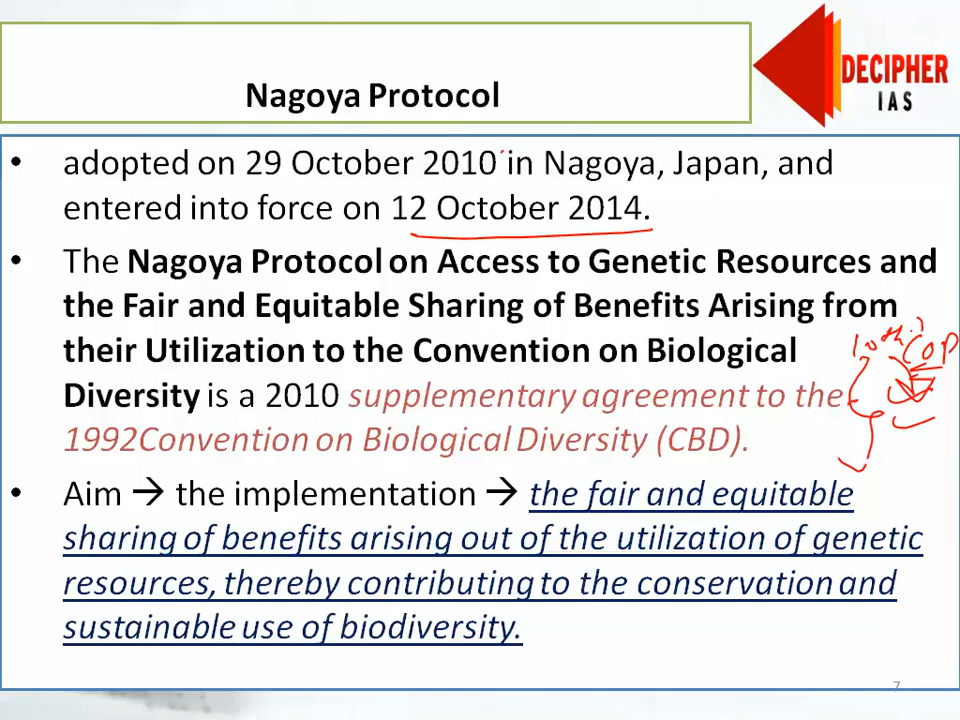 DECIPHER
IAS
Nagoya Protocol
• adopted on 29 October 2010 in Nagoya, Japan, and
entered into force on 12 October 2014.
• The Nagoya Protocol on Access to Genetic Resources and
the Fair and Equitable Sharing of Benefits Arising from
their Utilization to the Convention on Biological
Diversity is a 2010 supplementary agreement to the
1992Convention on Biological Diversity (CBD).
10th COP
• Aim → the implementation → the fair and equitable
sharing of benefits arising out of the utilization of genetic
resources, thereby contributing to the conservation and
sustainable use of biodiversity.
7